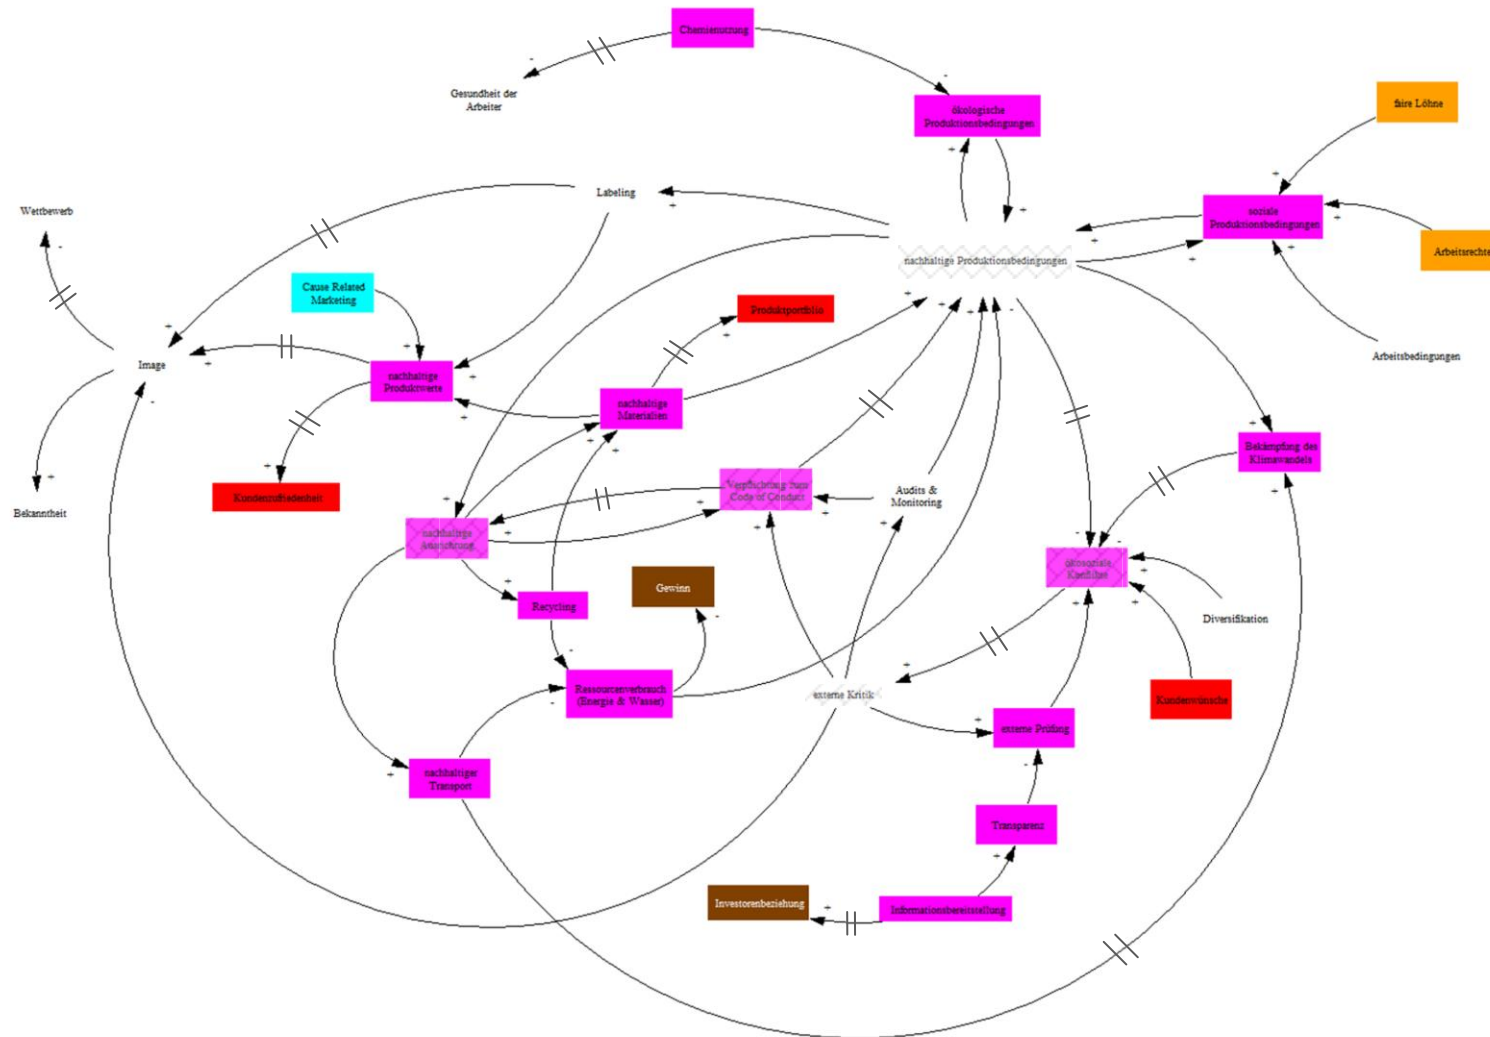 Chemienutzung
Gesundheit der
Arbeiter
ökologische
Produktionsbedingungen
faire Löhne
Labeling
soziale
Produktionsbedingungen
Wettbewerb
Arbeitsrechte
nachhaltige Produktionsbedingungen
Cause Related
Marketing
Produktportfolio
Arbeitsbedingungen
Image
nachhaltige
Produktwerte
nachhaltige
Materialien
Bekämpfung des
Klimawandels
Kundenzufriedenheit
Verpflichtung zum
Code of Conduct
Audits &
Monitoring
Bekanntheit
nachhaltige
Ausrichtung
ökosoziale
Konflikte
Gewinn
Recycling
Diversifikation
Ressourcenverbrauch
(Energie & Wasser)
externe Kritik
Kundenwünsche
externe Prüfung
nachhaltiger
Transport
Transparenz
Investorenbeziehung
Informationsbereitstellung